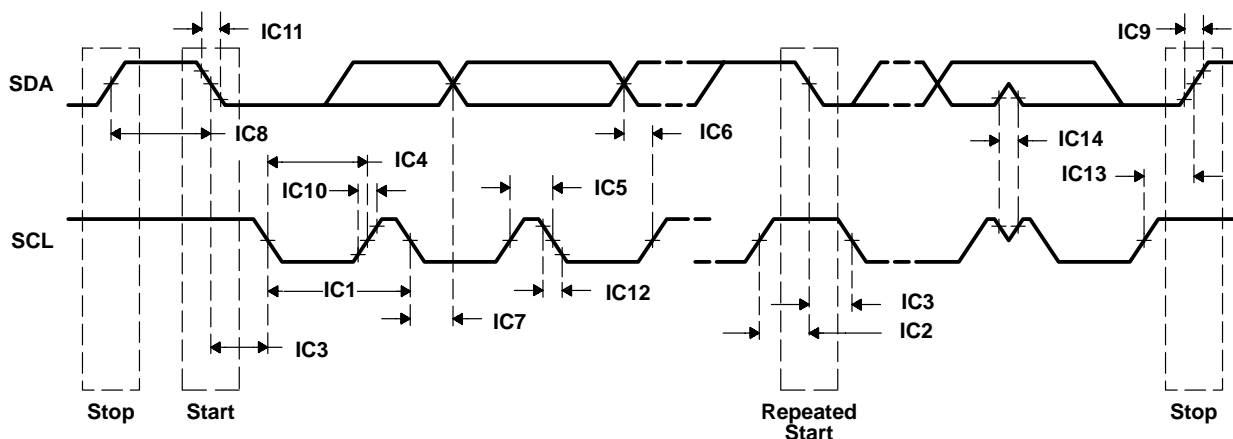 IC11
IC9
SDA
IC8
IC6
IC4
IC14
IC10
IC5
IC13
SCL
IC1
IC12
IC7
IC3
IC2
IC3
Stop
Start
Repeated
Start
Stop